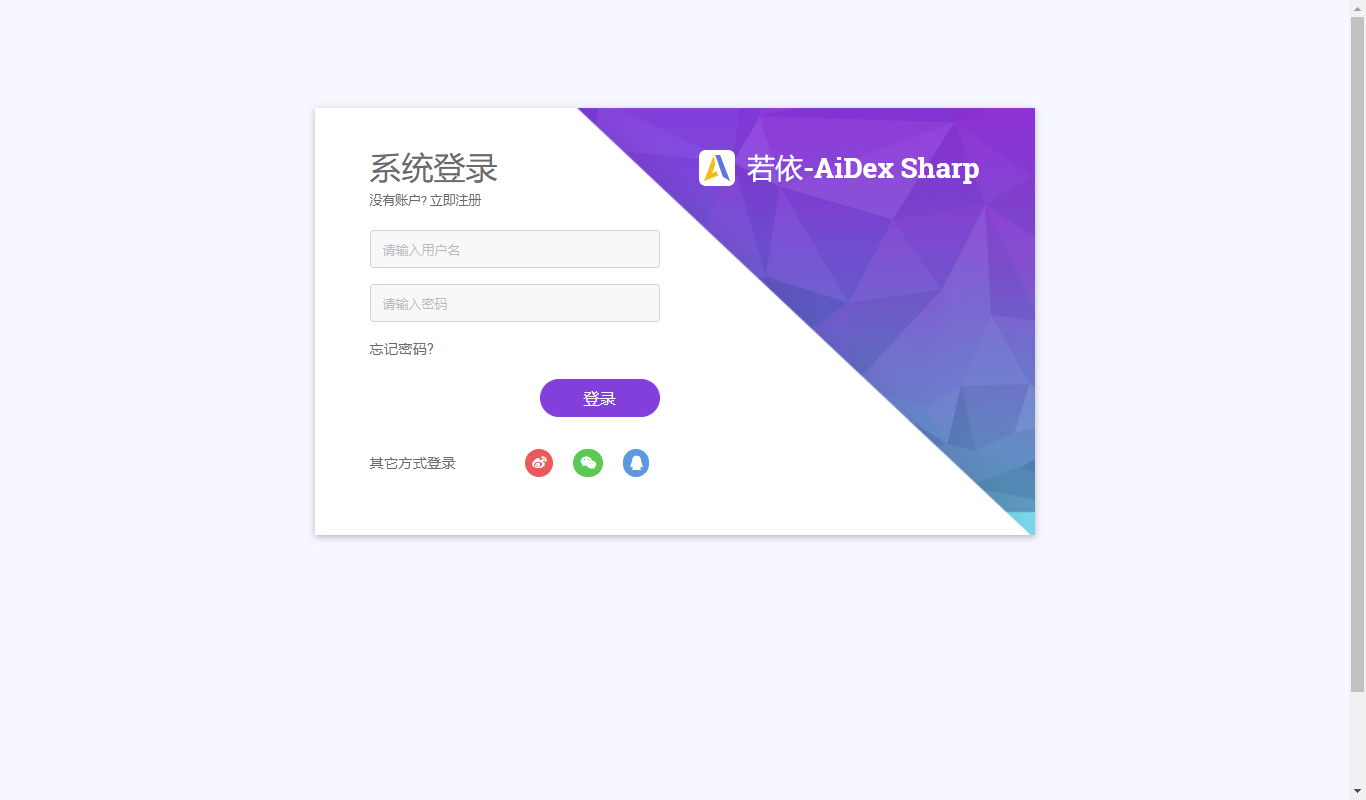 系统登录
没有账户? 立即注册
请输入用户名
请输入密码
忘记密码?
登录
其它方式登录
若依-AiDex Sharp